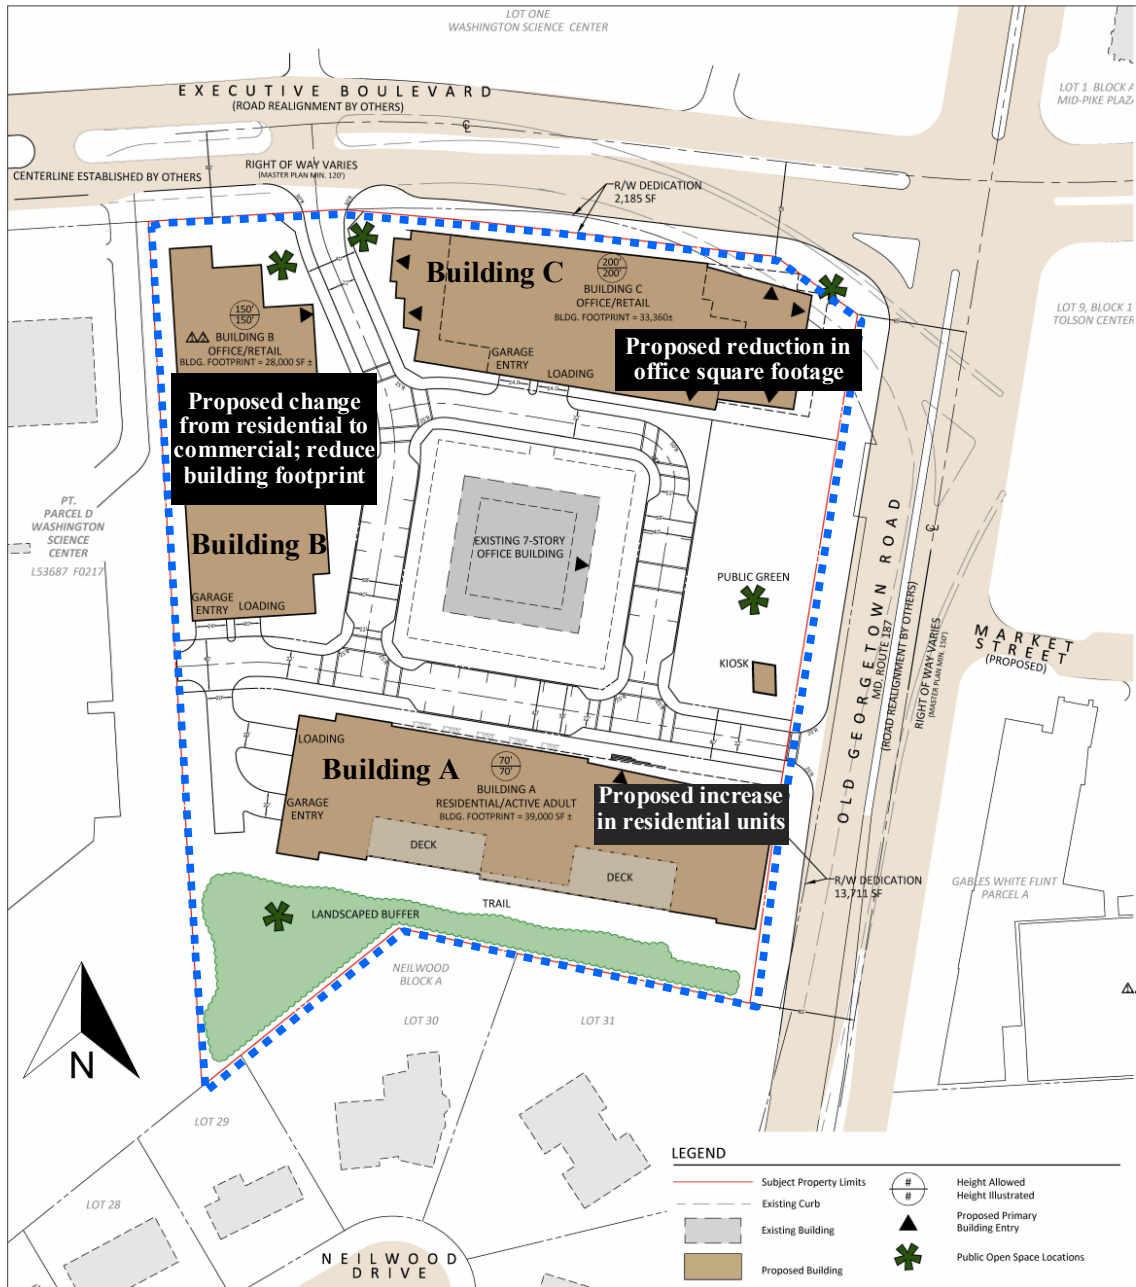 LOT ONE
WASHINGTON SCIENCE CENTER
EXECUTIVE BOULEVARD
(ROAD REALIGNMENT BY OTHERS)
LOT 1 BLOCK A
MID-PIKE PLAZA
RIGHT OF WAY VARIES
(MASTER PLAN MIN. 120')
CENTERLINE ESTABLISHED BY OTHERS
R/W DEDICATION
2,185 SF
Building C
200'
200'
BUILDING C
OFFICE/RETAIL
BLDG. FOOTPRINT = 33,360±
GARAGE
ENTRY
LOADING
LOT 9, BLOCK 1
TOLSON CENTER
150'
150'
BUILDING B
OFFICE/RETAIL
BLDG. FOOTPRINT = 28,000 SF ±
Proposed reduction in
office square footage
Proposed change
from residential to
commercial; reduce
building footprint
PT.
PARCEL D
WASHINGTON
SCIENCE
CENTER
L53687 F0217
Building B
GARAGE
ENTRY
LOADING
EXISTING 7-STORY
OFFICE BUILDING
PUBLIC GREEN
KIOSK
OLD GEORGETOWN ROAD
MD. ROUTE 187
(ROAD REALIGNMENT BY OTHERS)
RIGHT OF WAY VARIES
(MASTER PLAN MIN. 150')
MARKET
STREET
(PROPOSED)
LOADING
Building A
70'
70'
BUILDING A
RESIDENTIAL/ACTIVE ADULT
BLDG. FOOTPRINT = 39,000 SF ±
GARAGE
ENTRY
Proposed increase
in residential units
DECK
DECK
R/W DEDICATION
13,711 SF
GABLES WHITE FLINT
PARCEL A
TRAIL
LANDSCAPED BUFFER
NEILWOOD
BLOCK A
LOT 30
LOT 31
N
LOT 29
LOT 28
NEILWOOD
DRIVE
LEGEND
Subject Property Limits
Existing Curb
Existing Building
Proposed Building
#
#
Height Allowed
Height Illustrated
Proposed Primary
Building Entry
Public Open Space Locations